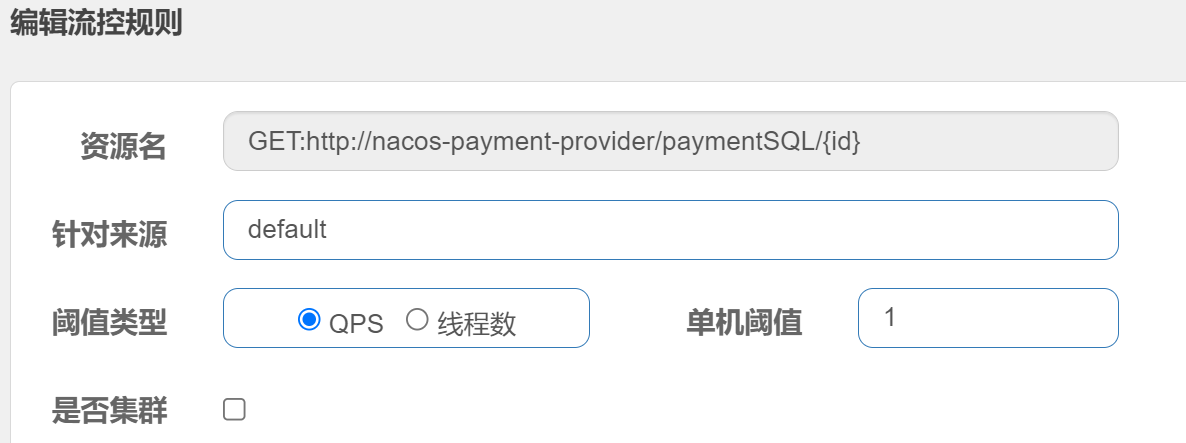 编辑流控规则
资源名 GET:http://nacos-payment-provider/paymentSQL/{id}
针对来源 default
阈值类型 QPS 线程数 单机阈值 1
是否集群